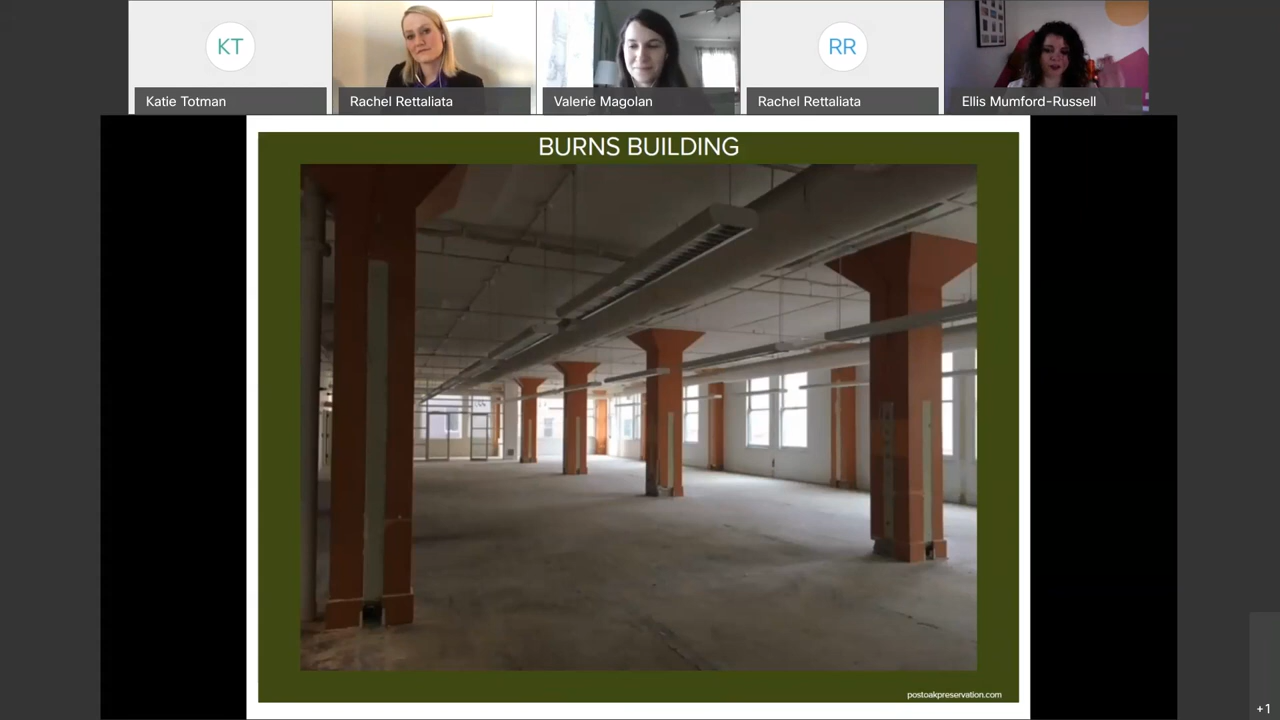 KT
Katie Totman
Rachel Rettaliata
Valerie Magolan
RR
Rachel Rettaliata
Ellis Mumford-Russell
BURNS BUILDING
postoakpreservation.com
+1